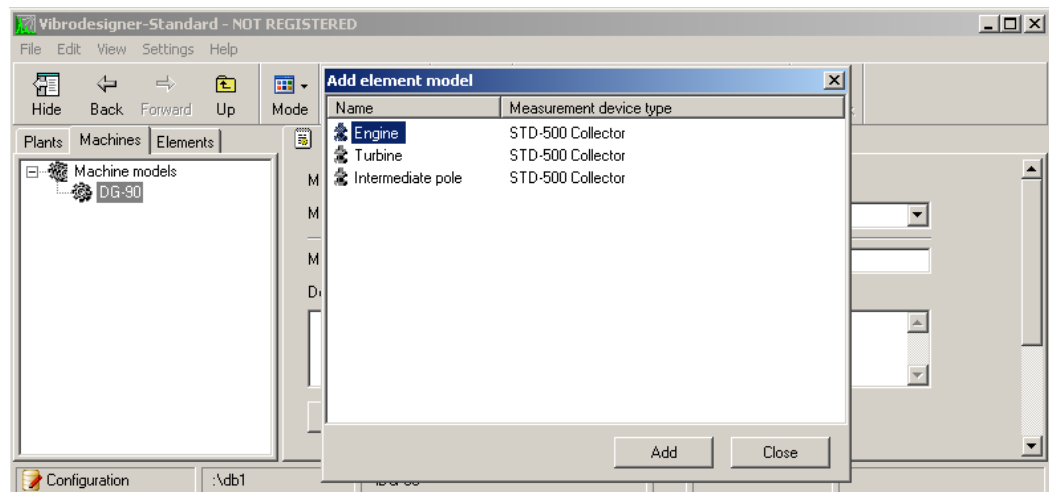 Vibrodesigner-Standard - NOT REGISTERED
File Edit View Settings Help
Hide Back Forward Up Mode
Plants Machines Elements
Machine models
DG-90
M
M
M
Add element model
Name Measurement device type
Engine STD-500 Collector
Turbine STD-500 Collector
Intermediate pole STD-500 Collector
Add Close
Configuration :\db1